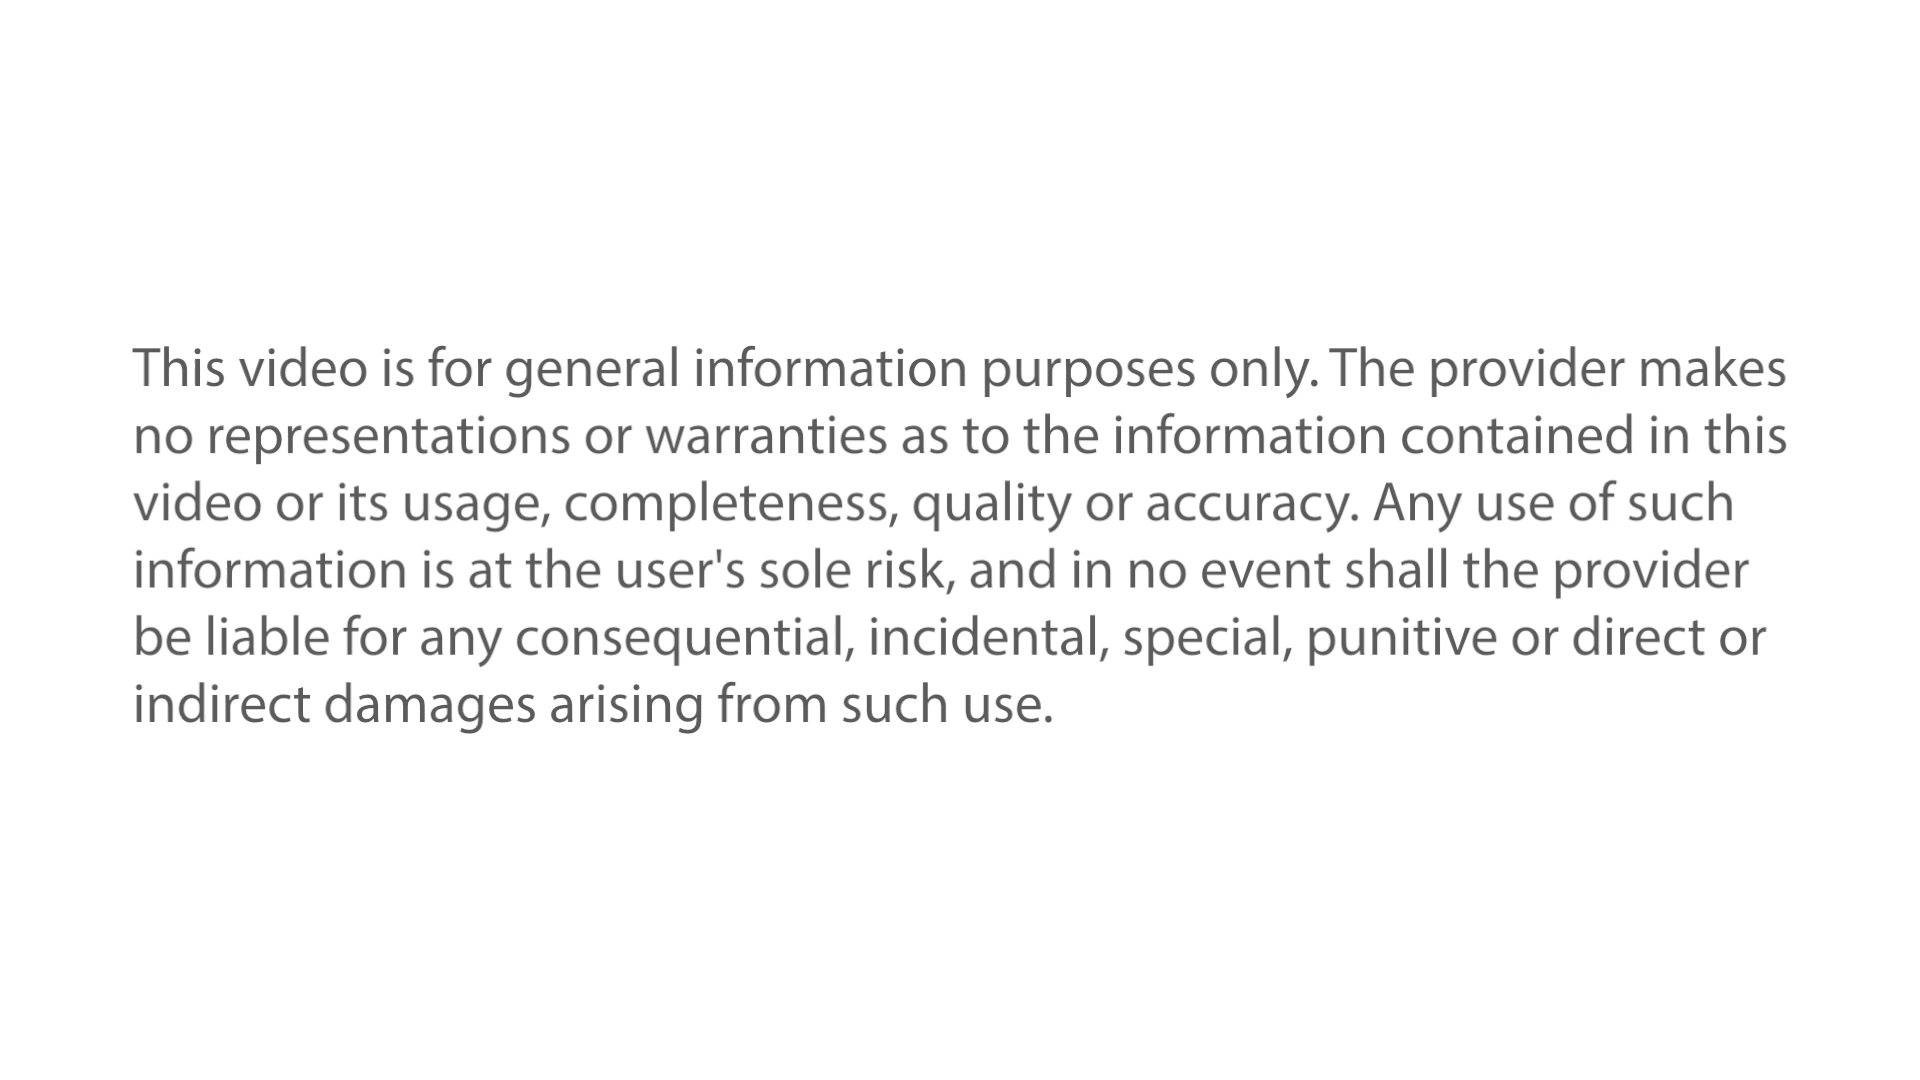 This video is for general information purposes only. The provider makes
no representations or warranties as to the information contained in this
video or its usage, completeness, quality or accuracy. Any use of such
information is at the user's sole risk, and in no event shall the provider
be liable for any consequential, incidental, special, punitive or direct or
indirect damages arising from such use.